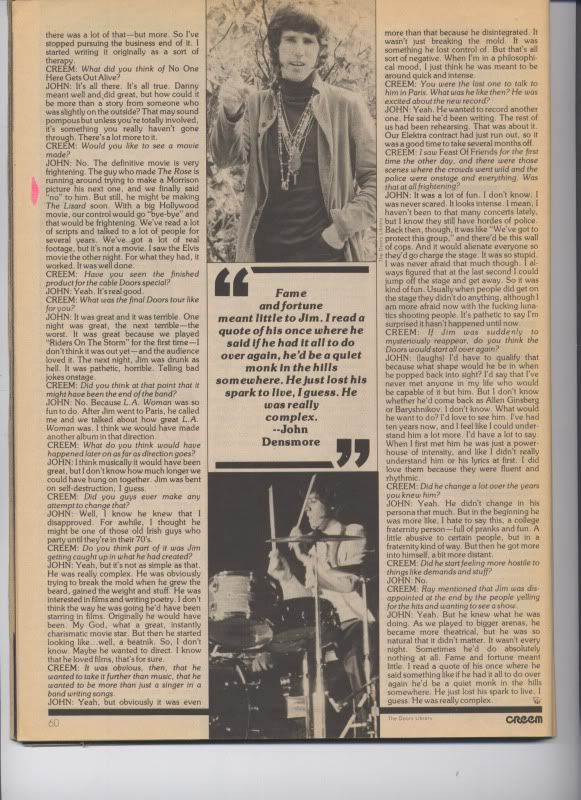 there was a lot of that—but more. So I've
stopped pursuing the business end of it. I
started writing it originally as a sort of
therapy.
CREEM: What did you think of No One
Here Gets Out Alive?
JOHN: It's all there. It's all true. Danny
meant well and did great, but how could it
be more than a story from someone who
was slightly on the outside? That may sound
pompous but unless you're totally involved,
it's something you really haven't gone
through. There's a lot more to it.
CREEM: Would you like to see a movie
made?
JOHN: No. The definitive movie is very
frightening. The guy who made The Rose is
running around trying to make a Morrison
picture his next one, and we finally said
"no" to him. But still, he might be making
The Lizard soon. With a big Hollywood
movie, our control would go "bye-bye" and
that would be frightening. We've read a lot
of scripts and talked to a lot of people for
several years. We've got a lot of real
footage, but it's not a movie. I saw the Elvis
movie the other night. For what they had, it
worked. It was well done.
CREEM: Have you seen the finished
product for the cable Doors special?
JOHN: Yeah. It's real good.
CREEM: What was the final Doors tour like
for you?
JOHN: It was great and it was terrible. One
night was great, the next terrible—the
worst. It was great because we played
"Riders On The Storm" for the first time—I
don't think it was out yet—and the audience
loved it. The next night, Jim was drunk as
hell. It was pathetic, horrible. Telling bad
jokes onstage.
CREEM: Did you think at that point that it
might have been the end of the band?
JOHN: No. Because L.A. Woman was so
fun to do. After Jim went to Paris, he called
me and we talked about how great L.A.
Woman was. I think we would have made
another album in that direction.
CREEM: What do you think would have
happened later on as far as direction goes?
JOHN: I think musically it would have been
great, but I don't know how much longer we
could have hung on together. Jim was bent
on self-destruction, I guess.
CREEM: Did you guys ever make any
attempt to change that?
JOHN: Well, I know he knew that I
disapproved. For awhile, I thought he
might be one of those old Irish guys who
party until they're in their 70's.
CREEM: Do you think part of it was Jim
getting caught up in what he had created?
JOHN: Yeah, but it's not as simple as that.
He was really complex. He was obviously
trying to break the mold when he grew the
beard, gained the weight and stuff. He was
interested in films and writing poetry. I don't
think the way he was going he'd have been
starring in films. Originally he would have
been. My God, what a great, instantly
charismatic movie star. But then he started
looking like...well, a beatnik. So, I don't
know. Maybe he wanted to direct. I know
that he loved films, that's for sure.
CREEM: It was obvious, then, that he
wanted to take it further than music, that he
wanted to be more than just a singer in a
band writing songs.
JOHN: Yeah, but obviously it was even
60
“
Fame
and fortune
meant little to Jim. I read a
quote of his once where he
said if he had it all to do
over again, he'd be a quiet
monk in the hills
somewhere. He just lost his
spark to live, I guess. He
was really
complex.
--John
Densmore
”
more than that because he disintegrated. It
wasn't just breaking the mold. It was
something he lost control of. But that's all
sort of negative. When I'm in a philosophi-
cal mood, I just think he was meant to be
around quick and intense.
CREEM: You were the last one to talk to
him in Paris. What was he like then? He was
excited about the new record?
JOHN: Yeah. He wanted to record another
one. He said he'd been writing. The rest of
us had been rehearsing. That was about it.
Our Elektra contract had just run out, so it
was a good time to take several months off.
CREEM: I saw Feast Of Friends for the first
time the other day, and there were those
scenes where the crowds went wild and the
police were onstage and everything. Was
that at all frightening?
JOHN: It was a lot of fun. I don't know. I
was never scared. It looks intense. I mean, I
haven't been to that many concerts lately,
but I know they still have hordes of police.
Back then, though, it was like "We've got to
protect this group," and there'd be this wall
of cops. And it would alienate everyone so
they'd go charge the stage. It was so stupid.
I was never afraid that much though. I al-
ways figured that at the last second I could
jump off the stage and get away. So it was
kind of fun. Usually when people did get on
the stage they didn't do anything, although I
am more afraid now with the fucking luna-
tics shooting people. It's pathetic to say I'm
surprised it hasn't happened until now.
CREEM: If Jim was suddenly to
mysteriously reappear, do you think the
Doors would start all over again?
JOHN: (laughs) I'd have to qualify that
because what shape would he be in when
he popped back into sight? I'd say that I've
never met anyone in my life who would
be capable of it but him. But I don't know
whether he'd come back as Allen Ginsberg
or Baryshnikov. I don't know. What would
he want to do? I'd love to see him. I've had
ten years now, and I feel like I could under-
stand him a lot more. I'd have a lot to say.
When I first met him he was just a power-
house of intensity, and like I didn't really
understand him or his lyrics at first. I did
love them because they were fluent and
rhythmic.
CREEM: Did he change a lot over the years
you knew him?
JOHN: Yeah. He didn't change in his
persona that much. But in the beginning he
was more like, I hate to say this, a college
fraternity person—full of pranks and fun. A
little abusive to certain people, but in a
fraternity kind of way. But then he got more
into himself, a bit more distant.
CREEM: Did he start feeling more hostile to
things like demands and stuff?
JOHN: No.
CREEM: Ray mentioned that Jim was dis-
appointed at the end by the people yelling
for the hits and wanting to see a show.
JOHN: Yeah. But he knew what he was
doing. As we played to bigger arenas, he
became more theatrical, but he was so
natural that it didn't matter. It wasn't every
night. Sometimes he'd do absolutely
nothing at all. Fame and fortune meant
little. I read a quote of his once where he
said something like if he had it all to do over
again he'd be a quiet monk in the hills
somewhere. He just lost his spark to live, I
guess. He was really complex.
The Doors Library
CREEM